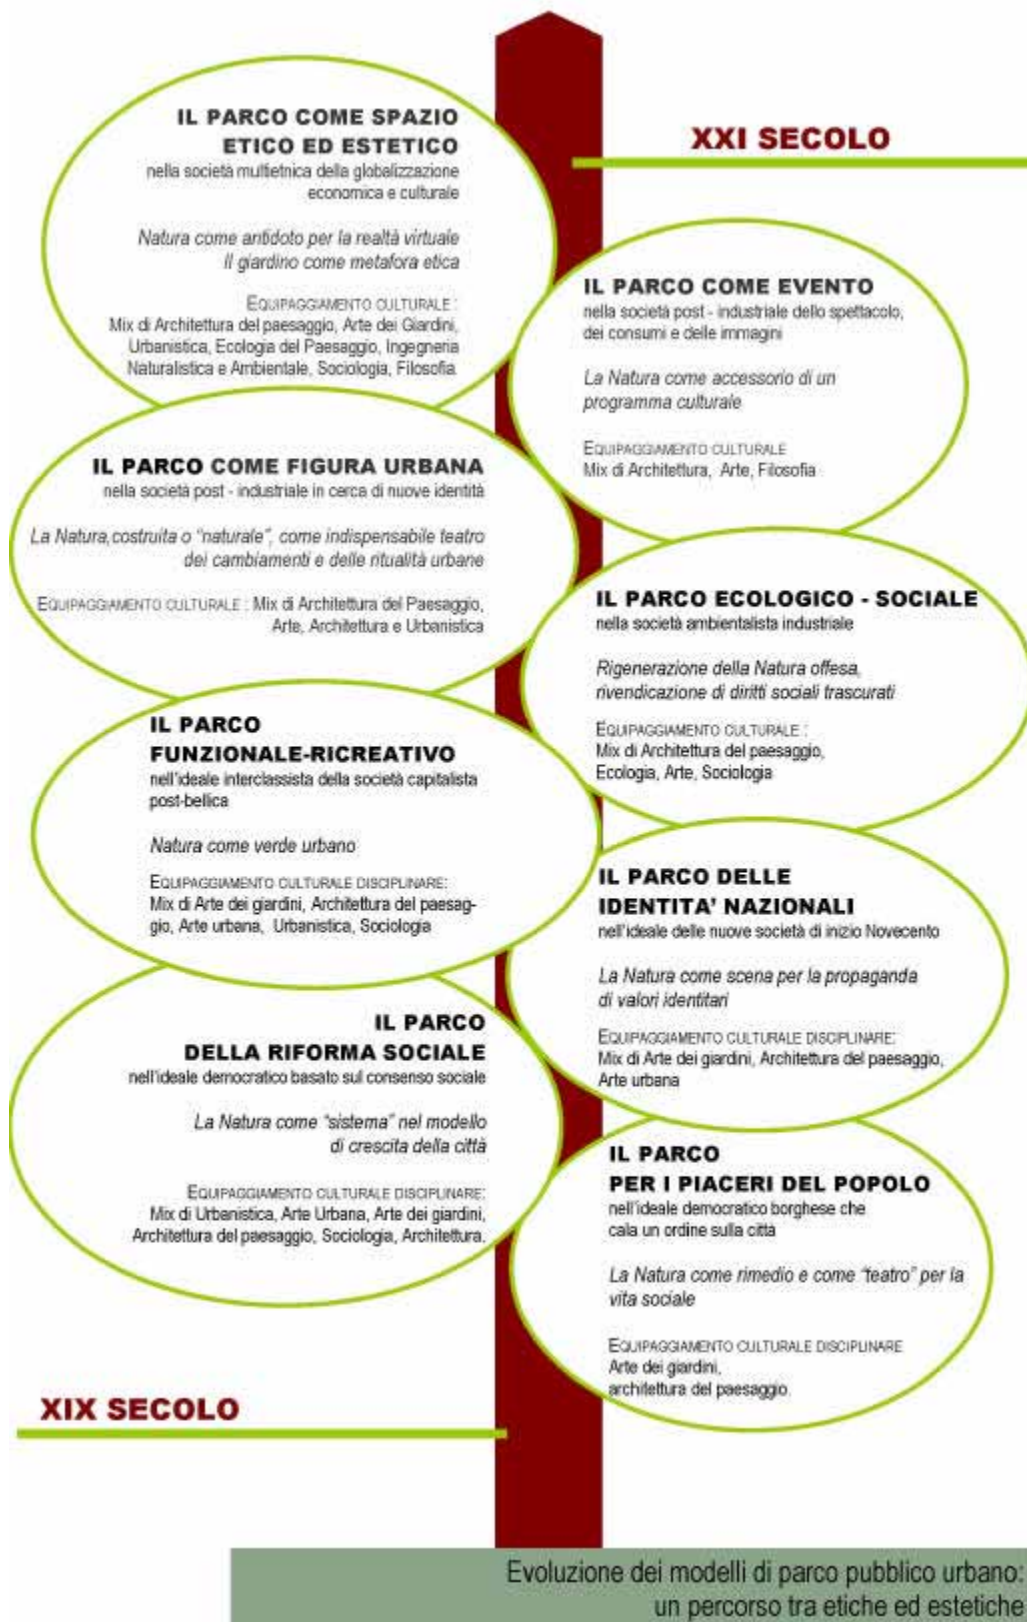 IL PARCO COME SPAZIO
ETICO ED ESTETICO
nella società multietnica della globalizzazione
economica e culturale
Natura come antidoto per la realtà virtuale
Il giardino come metafora etica
EQUIPAGGIAMENTO CULTURALE :
Mix di Architettura del paesaggio, Arte dei Giardini,
Urbanistica, Ecologia del Paesaggio, Ingegneria
Naturalistica e Ambientale, Sociologia, Filosofia
XXI SECOLO
IL PARCO COME EVENTO
nella società post - industriale dello spettacolo,
dei consumi e delle immagini
La Natura come accessorio di un
programma culturale
EQUIPAGGIAMENTO CULTURALE
Mix di Architettura, Arte, Filosofia
IL PARCO COME FIGURA URBANA
nella società post - industriale in cerca di nuove identità
La Natura,costruita o "naturale", come indispensabile teatro
dei cambiamenti e delle ritualità urbane
EQUIPAGGIAMENTO CULTURALE : Mix di Architettura del Paesaggio,
Arte, Architettura e Urbanistica
IL PARCO ECOLOGICO - SOCIALE
nella società ambientalista industriale
Rigenerazione della Natura offesa,
rivendicazione di diritti sociali trascurati
EQUIPAGGIAMENTO CULTURALE :
Mix di Architettura del paesaggio,
Ecologia, Arte, Sociologia
IL PARCO
FUNZIONALE-RICREATIVO
nell'ideale interclassista della società capitalista
post-bellica
Natura come verde urbano
EQUIPAGGIAMENTO CULTURALE DISCIPLINARE:
Mix di Arte dei giardini, Architettura del paesag-
gio, Arte urbana, Urbanistica, Sociologia
IL PARCO DELLE
IDENTITA' NAZIONALI
nell'ideale delle nuove società di inizio Novecento
La Natura come scena per la propaganda
di valori identitari
EQUIPAGGIAMENTO CULTURALE DISCIPLINARE:
Mix di Arte dei giardini, Architettura del paesaggio,
Arte urbana
IL PARCO
DELLA RIFORMA SOCIALE
nell'ideale democratico basato sul consenso sociale
La Natura come "sistema" nel modello
di crescita della città
EQUIPAGGIAMENTO CULTURALE DISCIPLINARE:
Mix di Urbanistica, Arte Urbana, Arte dei giardini,
Architettura del paesaggio, Sociologia, Architettura.
IL PARCO
PER I PIACERI DEL POPOLO
nell'ideale democratico borghese che
cala un ordine sulla città
La Natura come rimedio e come "teatro" per la
vita sociale
EQUIPAGGIAMENTO CULTURALE DISCIPLINARE
Arte dei giardini,
architettura del paesaggio.
XIX SECOLO
Evoluzione dei modelli di parco pubblico urbano:
un percorso tra etiche ed estetiche